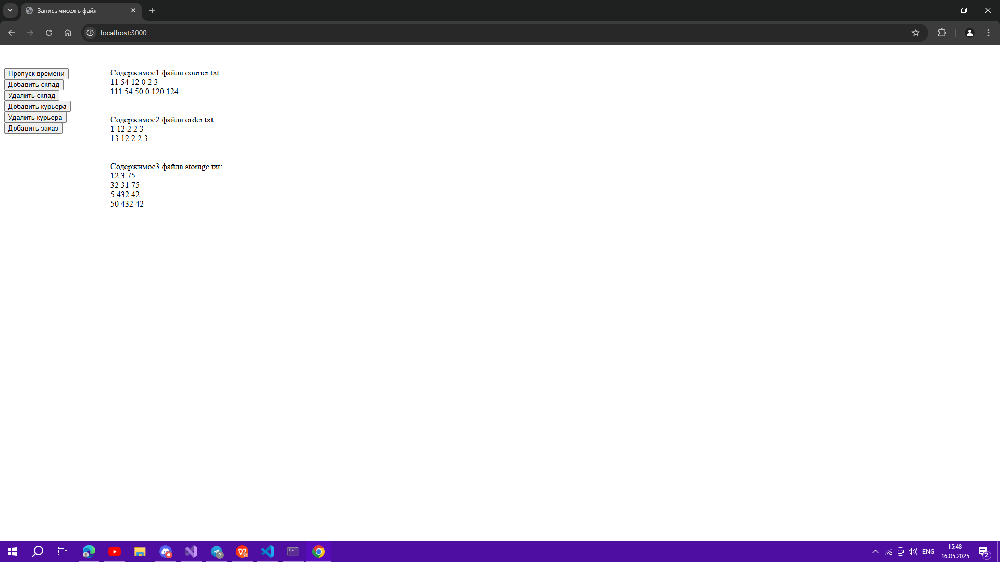 Запись чисел в файл
localhost:3000
Пропуск времени
Добавить склад
Удалить склад
Добавить курьера
Удалить курьера
Добавить заказ
Содержимое1 файла courier.txt:
11 54 12 0 2 3
111 54 50 0 120 124
Содержимое2 файла order.txt:
1 12 2 2 3
13 12 2 2 3
Содержимое3 файла storage.txt:
12 3 75
32 31 75
5 432 42
50 432 42
2
ENG
15:48
16.05.2025
2